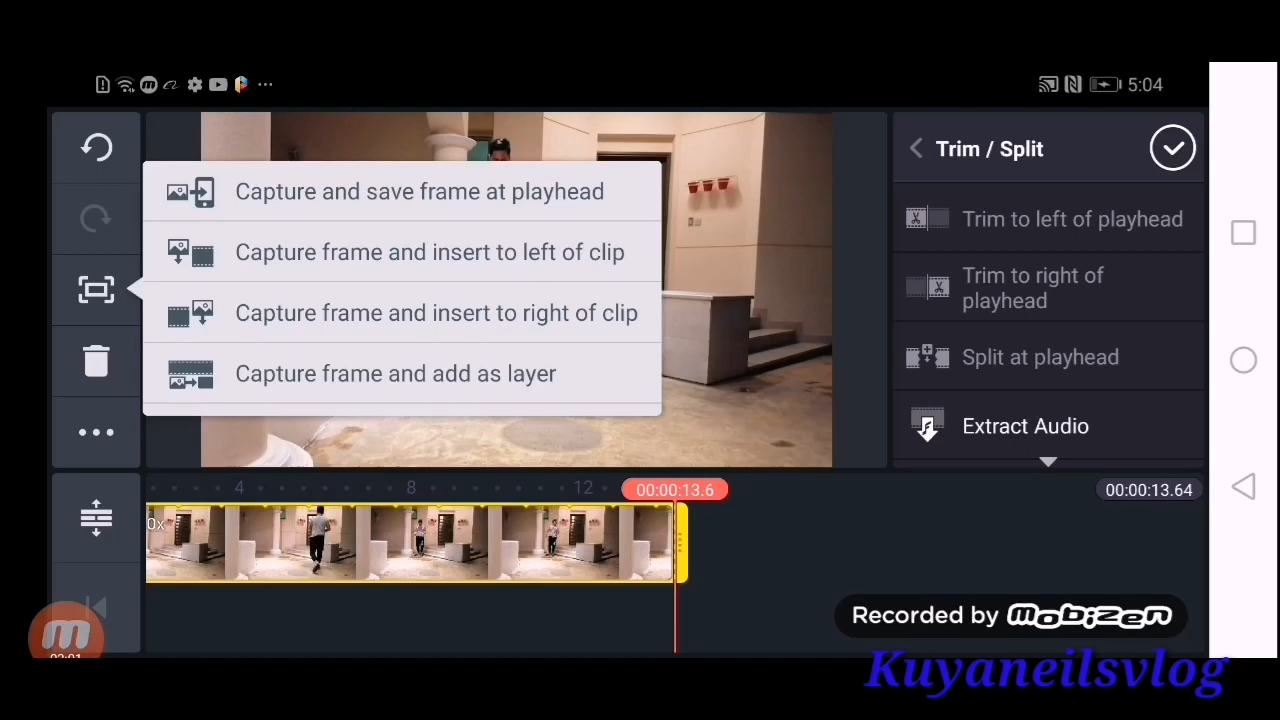 5:04
Trim / Split
Capture and save frame at playhead
Capture frame and insert to left of clip
Capture frame and insert to right of clip
Capture frame and add as layer
Trim to left of playhead
Trim to right of
playhead
Split at playhead
Extract Audio
4
8
12
00:00:13.6
00:00:13.64
0x
Recorded by mobizen
02:01
Kuyaneilsvlog